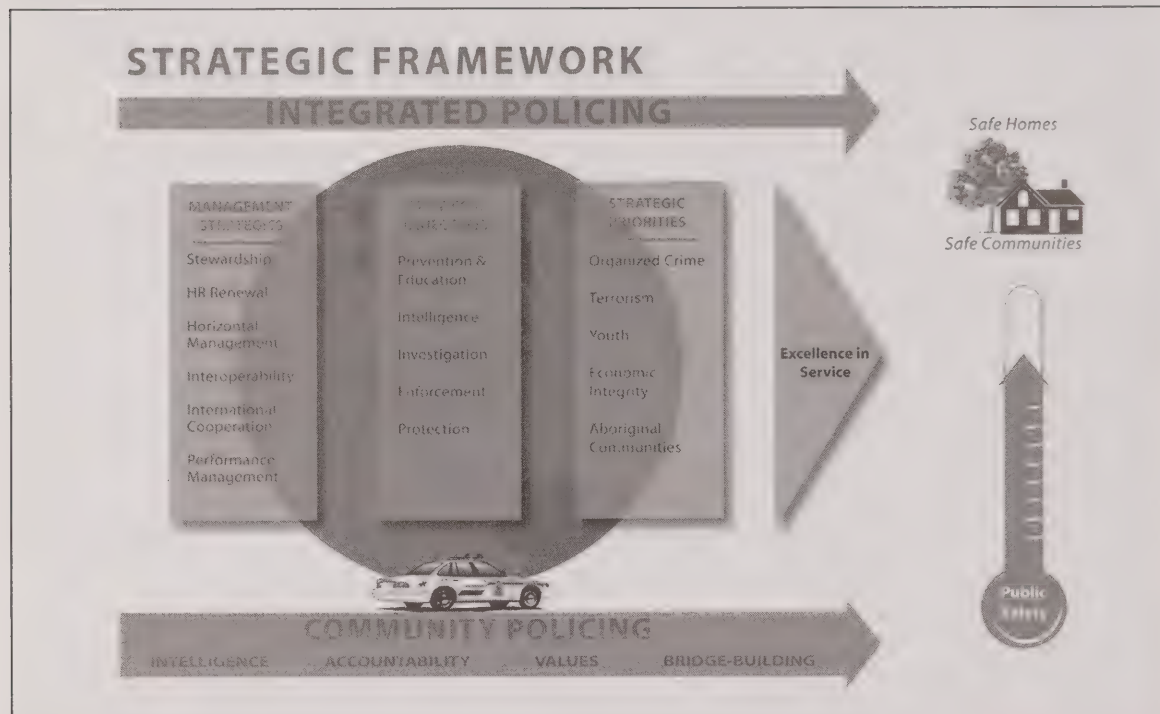 STRATEGIC FRAMEWORK
INTEGRATED POLICING
MANAGEMENT
STRATEGIES
Stewardship
HR Renewal
Horizontal
Management
Interoperability
International
Cooperation
Performance
Management
Prevention &
Education
Intelligence
Investigation
Enforcement
Protection
STRATEGIC
PRIORITIES
Organized Crime
Terrorism
Youth
Economic
Integrity
Aboriginal
Communities
Excellence in
Service
Safe Homes
Safe Communities
Public
Safety
COMMUNITY POLICING
INTELLIGENCE ACCOUNTABILITY VALUES BRIDGE-BUILDING